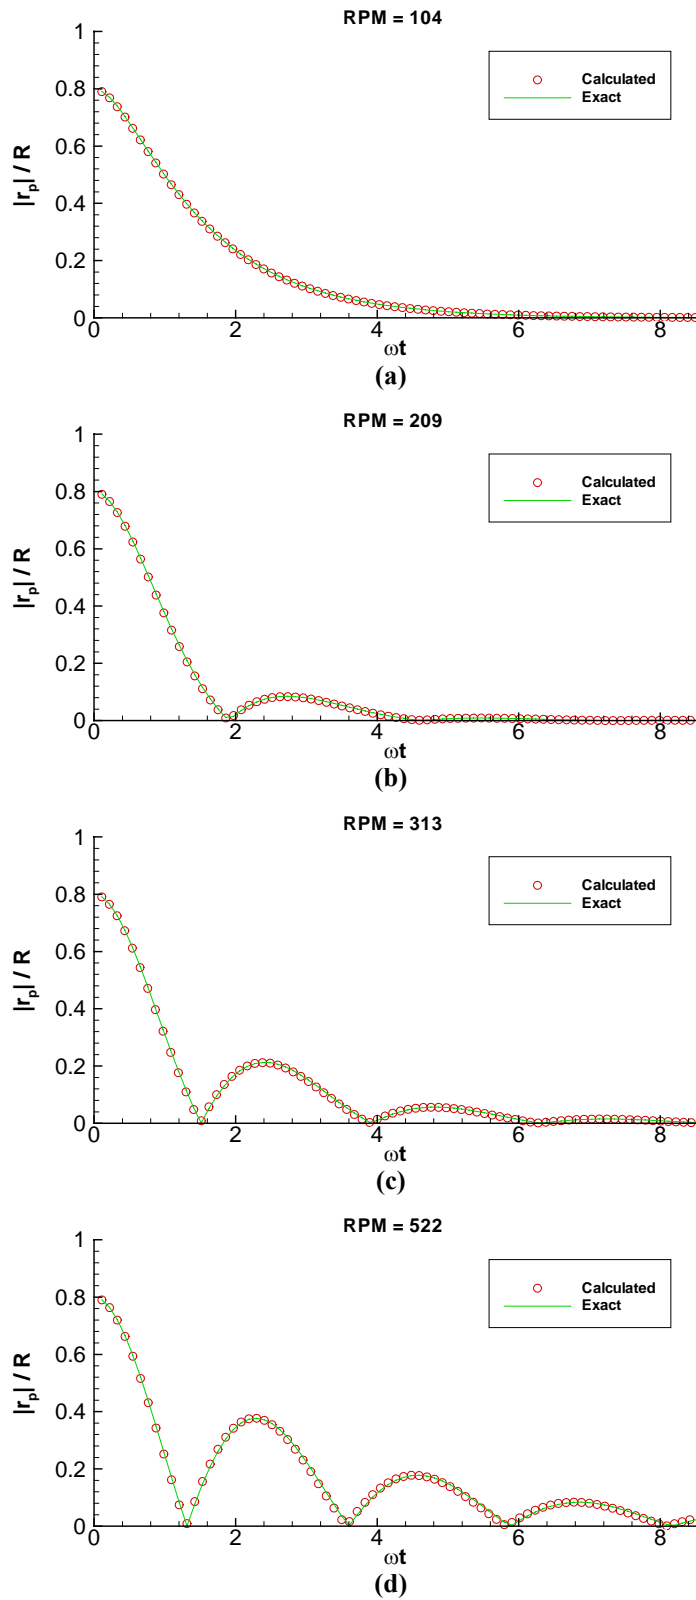 RPM = 104
1
0.8
0.6
0.4
0.2
0
|rp| / R
Calculated
Exact
0 2 4 6 8
ωt
(a)
RPM = 209
1
0.8
0.6
0.4
0.2
0
|rp| / R
Calculated
Exact
0 2 4 6 8
ωt
(b)
RPM = 313
1
0.8
0.6
0.4
0.2
0
|rp| / R
Calculated
Exact
0 2 4 6 8
ωt
(c)
RPM = 522
1
0.8
0.6
0.4
0.2
0
|rp| / R
Calculated
Exact
0 2 4 6 8
ωt
(d)